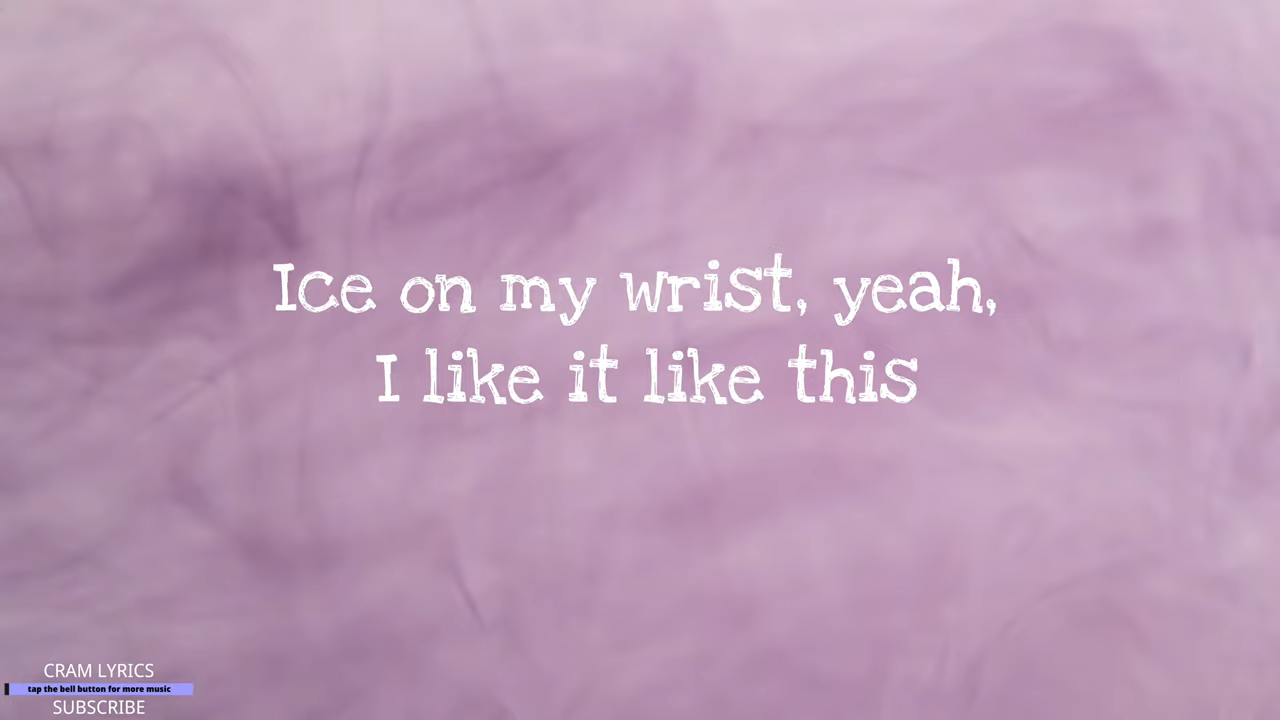 Ice on my wrist, yeah,
I like it like this
CRAM LYRICS
tap the bell button for more music
SUBSCRIBE